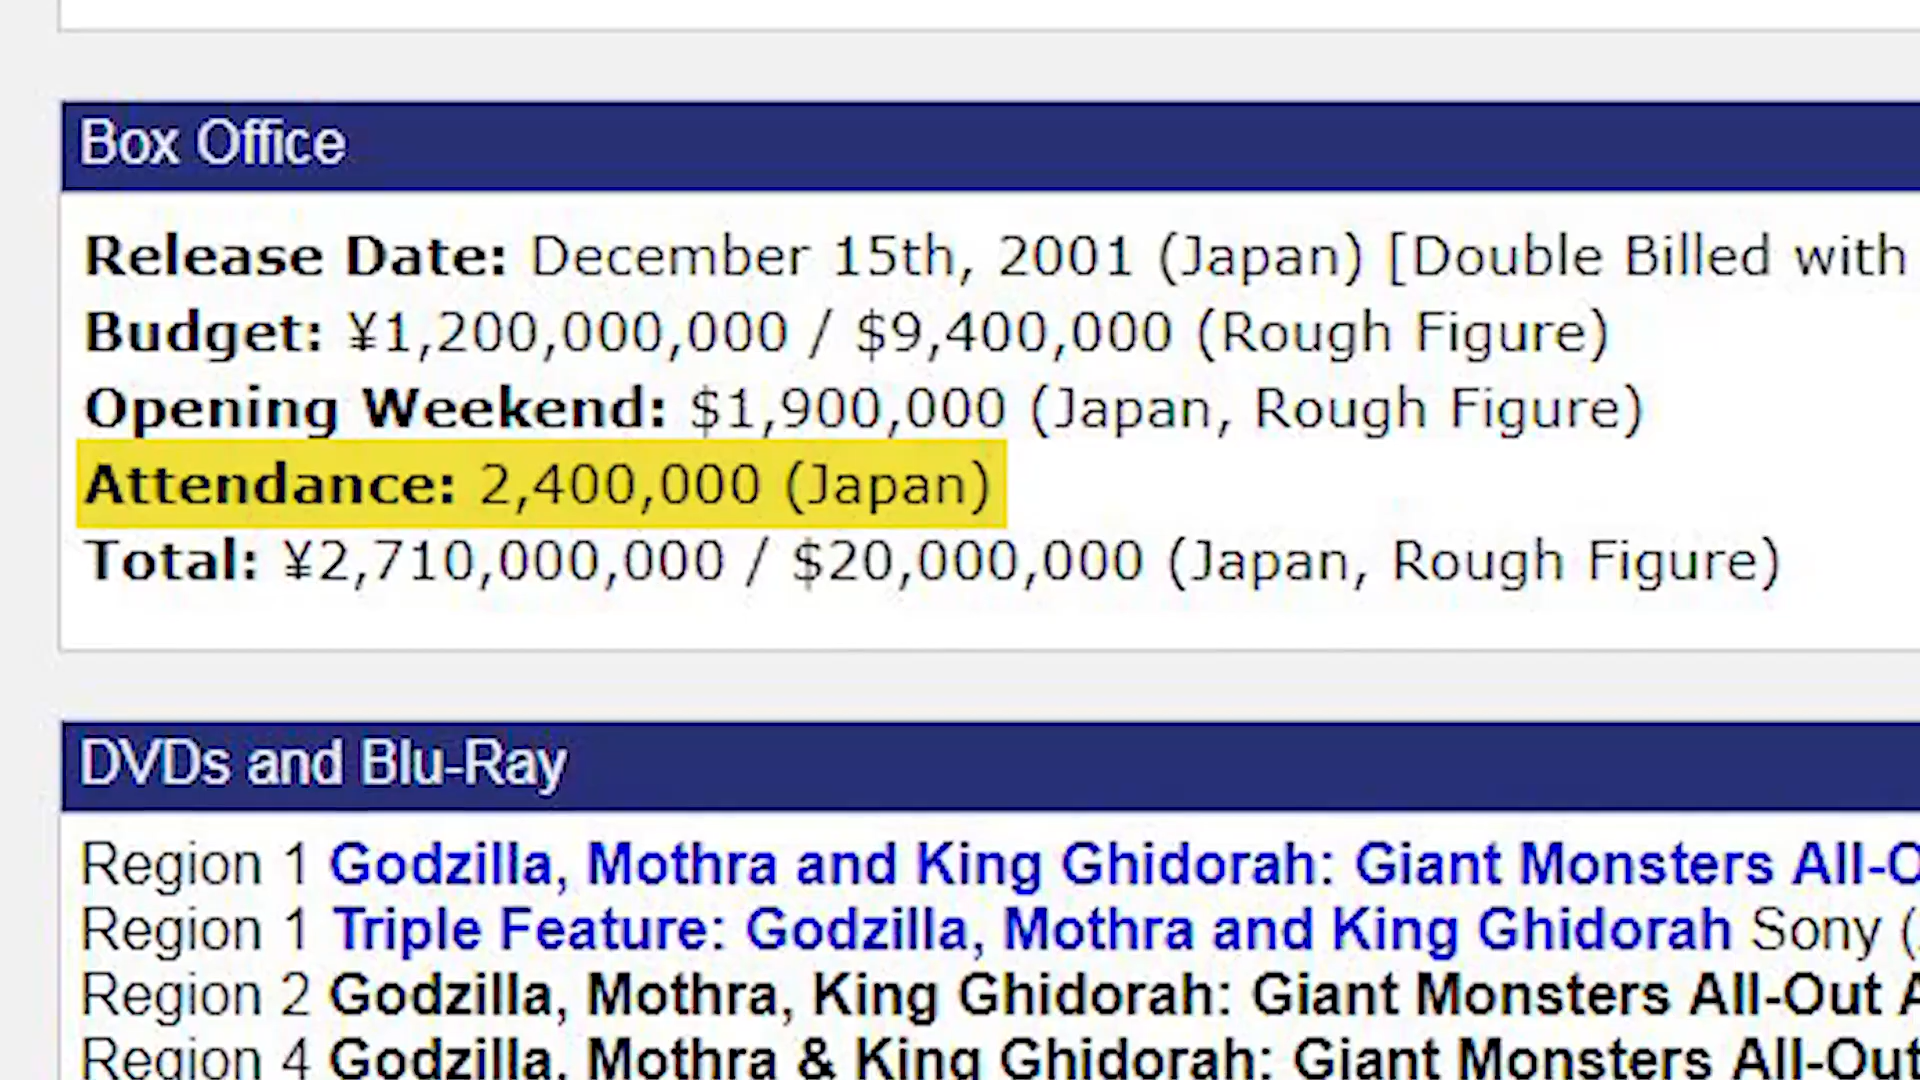 Box Office
Release Date: December 15th, 2001 (Japan) [Double Billed with
Budget: ¥1,200,000,000 / $9,400,000 (Rough Figure)
Opening Weekend: $1,900,000 (Japan, Rough Figure)
Attendance: 2,400,000 (Japan)
Total: ¥2,710,000,000 / $20,000,000 (Japan, Rough Figure)
DVDs and Blu-Ray
Region 1 Godzilla, Mothra and King Ghidorah: Giant Monsters All-O
Region 1 Triple Feature: Godzilla, Mothra and King Ghidorah Sony (
Region 2 Godzilla, Mothra, King Ghidorah: Giant Monsters All-Out A
Region 4 Godzilla, Mothra & King Ghidorah: Giant Monsters All-Out